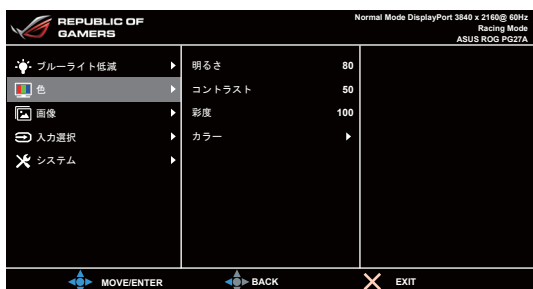 REPUBLIC OF
GAMERS
Normal Mode DisplayPort 3840 x 2160@ 60Hz
Racing Mode
ASUS ROG PG27A
ブルーライト低減
色
画像
入力選択
システム
明るさ 80
コントラスト 50
彩度 100
カラー
MOVE/ENTER
BACK
EXIT